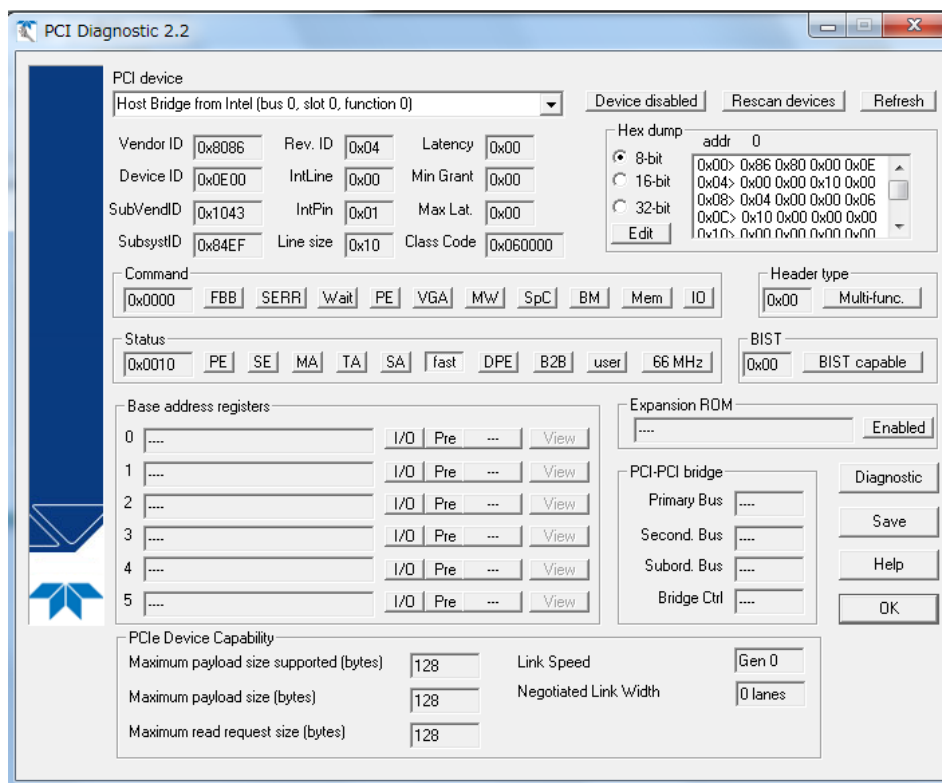 PCI Diagnostic 2.2
PCI device
Host Bridge from Intel (bus 0, slot 0, function 0)
Device disabled Rescan devices Refresh
Vendor ID 0x8086 Rev. ID 0x04 Latency 0x00
Device ID 0x0E00 IntLine 0x00 Min Grant 0x00
SubVendID 0x1043 IntPin 0x01 Max Lat. 0x00
SubsystID 0x84EF Line size 0x10 Class Code 0x060000
Hex dump addr 0
8-bit
16-bit
32-bit
Edit
0x00> 0x86 0x80 0x00 0x0E
0x04> 0x00 0x00 0x10 0x00
0x08> 0x04 0x00 0x00 0x06
0x0C> 0x10 0x00 0x00 0x00
0x10> 0x00 0x00 0x00 0x00
Command
0x0000 FBB SERR Wait PE VGA MW SpC BM Mem IO
Header type
0x00 Multi-func.
Status
0x0010 PE SE MA TA SA fast DPE B2B user 66 MHz
BIST
0x00 BIST capable
Base address registers
0 ---- I/O Pre --- View
1 ---- I/O Pre --- View
2 ---- I/O Pre --- View
3 ---- I/O Pre --- View
4 ---- I/O Pre --- View
5 ---- I/O Pre --- View
Expansion ROM
---- Enabled
PCI-PCI bridge
Primary Bus ----
Second. Bus ----
Subord. Bus ----
Bridge Ctrl ----
Diagnostic
Save
Help
OK
PCIe Device Capability
Maximum payload size supported (bytes) 128 Link Speed Gen 0
Maximum payload size (bytes) 128 Negotiated Link Width 0 lanes
Maximum read request size (bytes) 128